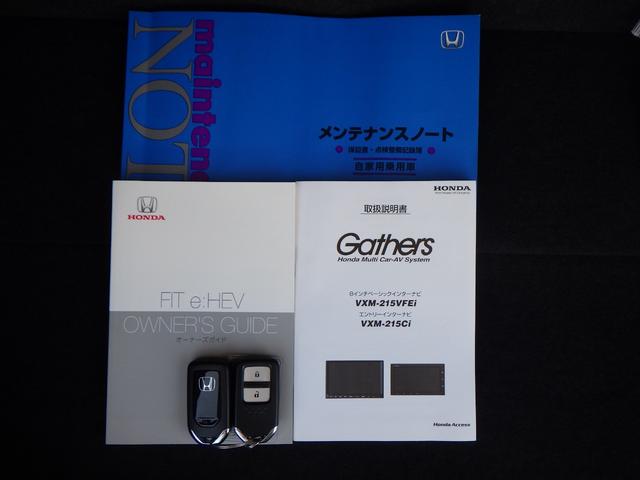 maintenance
NOT
メンテナンスノート
保証書・点検整備記録簿
自家用乗用車
HONDA
FIT e:HEV
OWNER'S GUIDE
オーナーズガイド
HONDA
取扱説明書
Gathers
Honda Multi Car-AV System
8インチベーシックインターナビ
VXM-215VFEi
エントリーインターナビ
VXM-215Ci
Honda Access